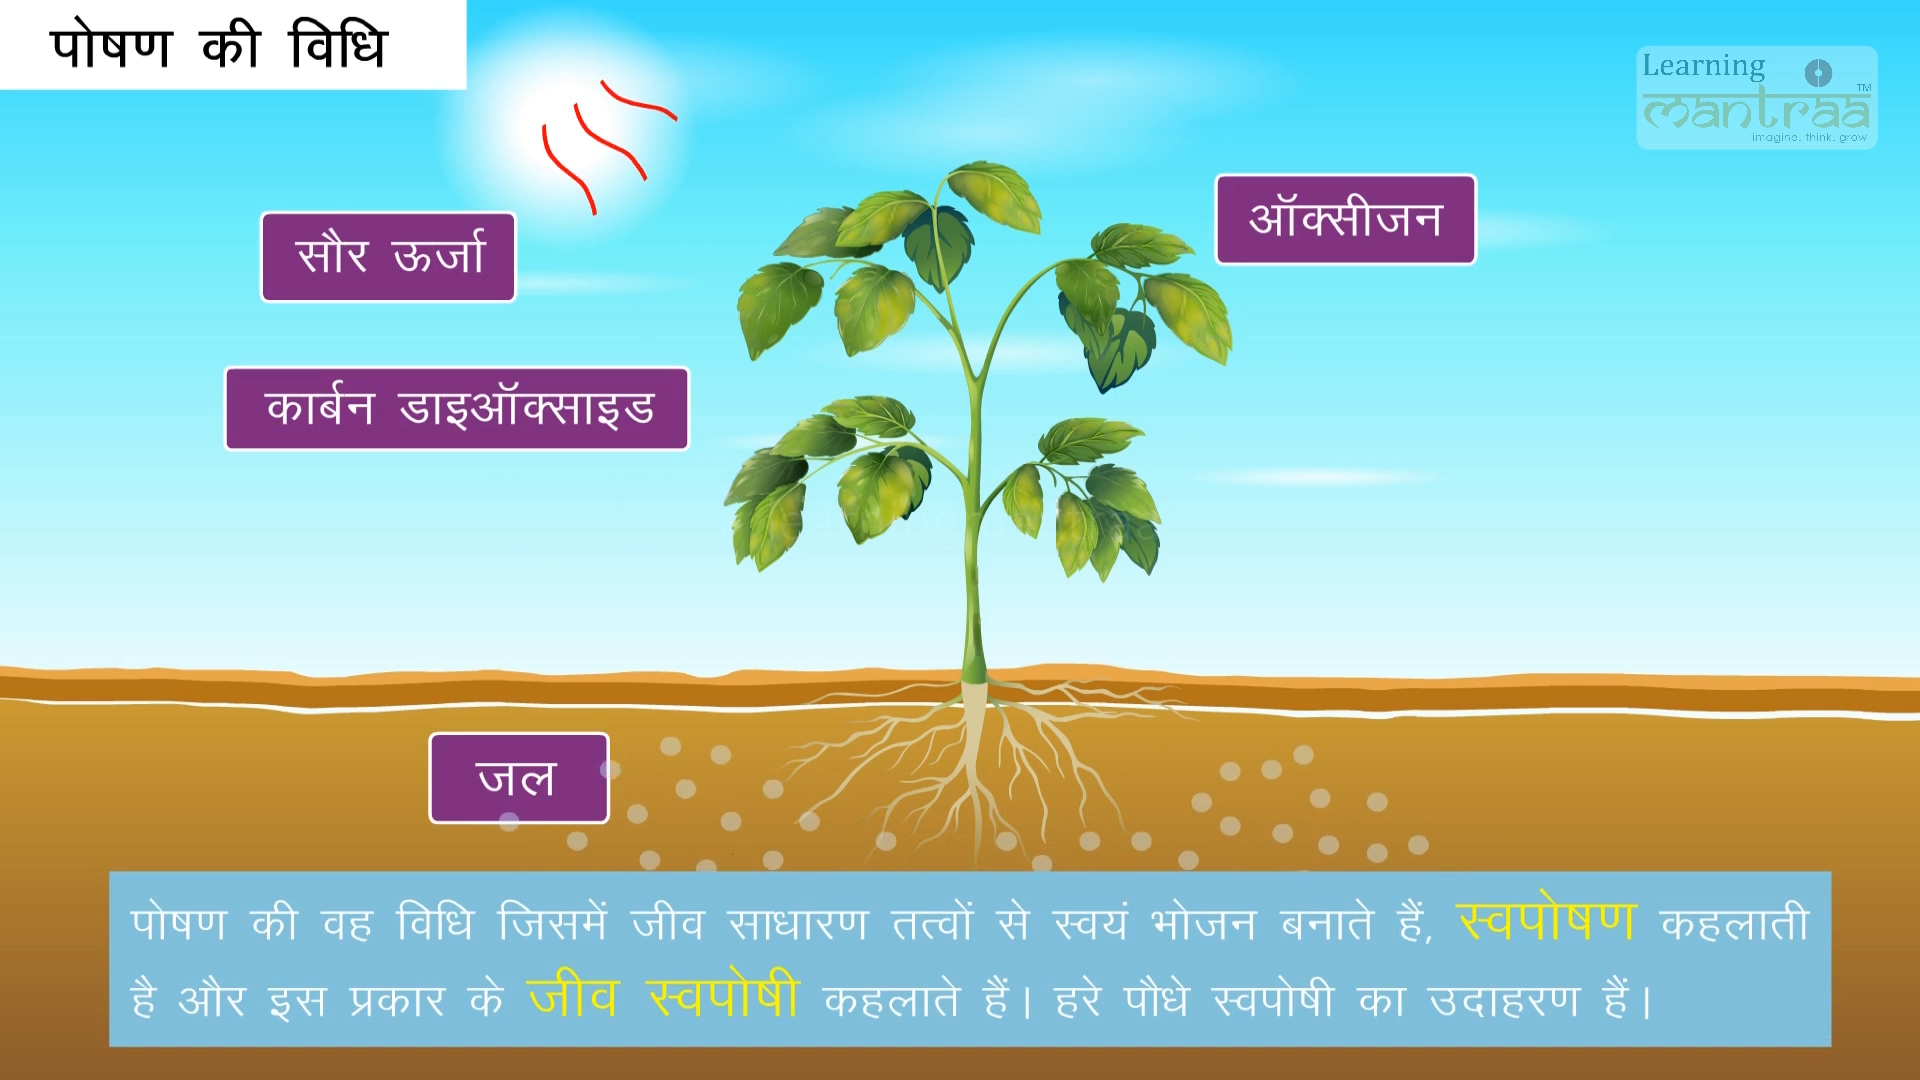 पोषण की विधि
Learning
mantraa
TM
imagine. think. grow
सौर ऊर्जा
ऑक्सीजन
कार्बन डाइऑक्साइड
जल
पोषण की वह विधि जिसमें जीव साधारण तत्वों से स्वयं भोजन बनाते हैं, स्वपोषण कहलाती
है और इस प्रकार के जीव स्वपोषी कहलाते हैं। हरे पौधे स्वपोषी का उदाहरण हैं।